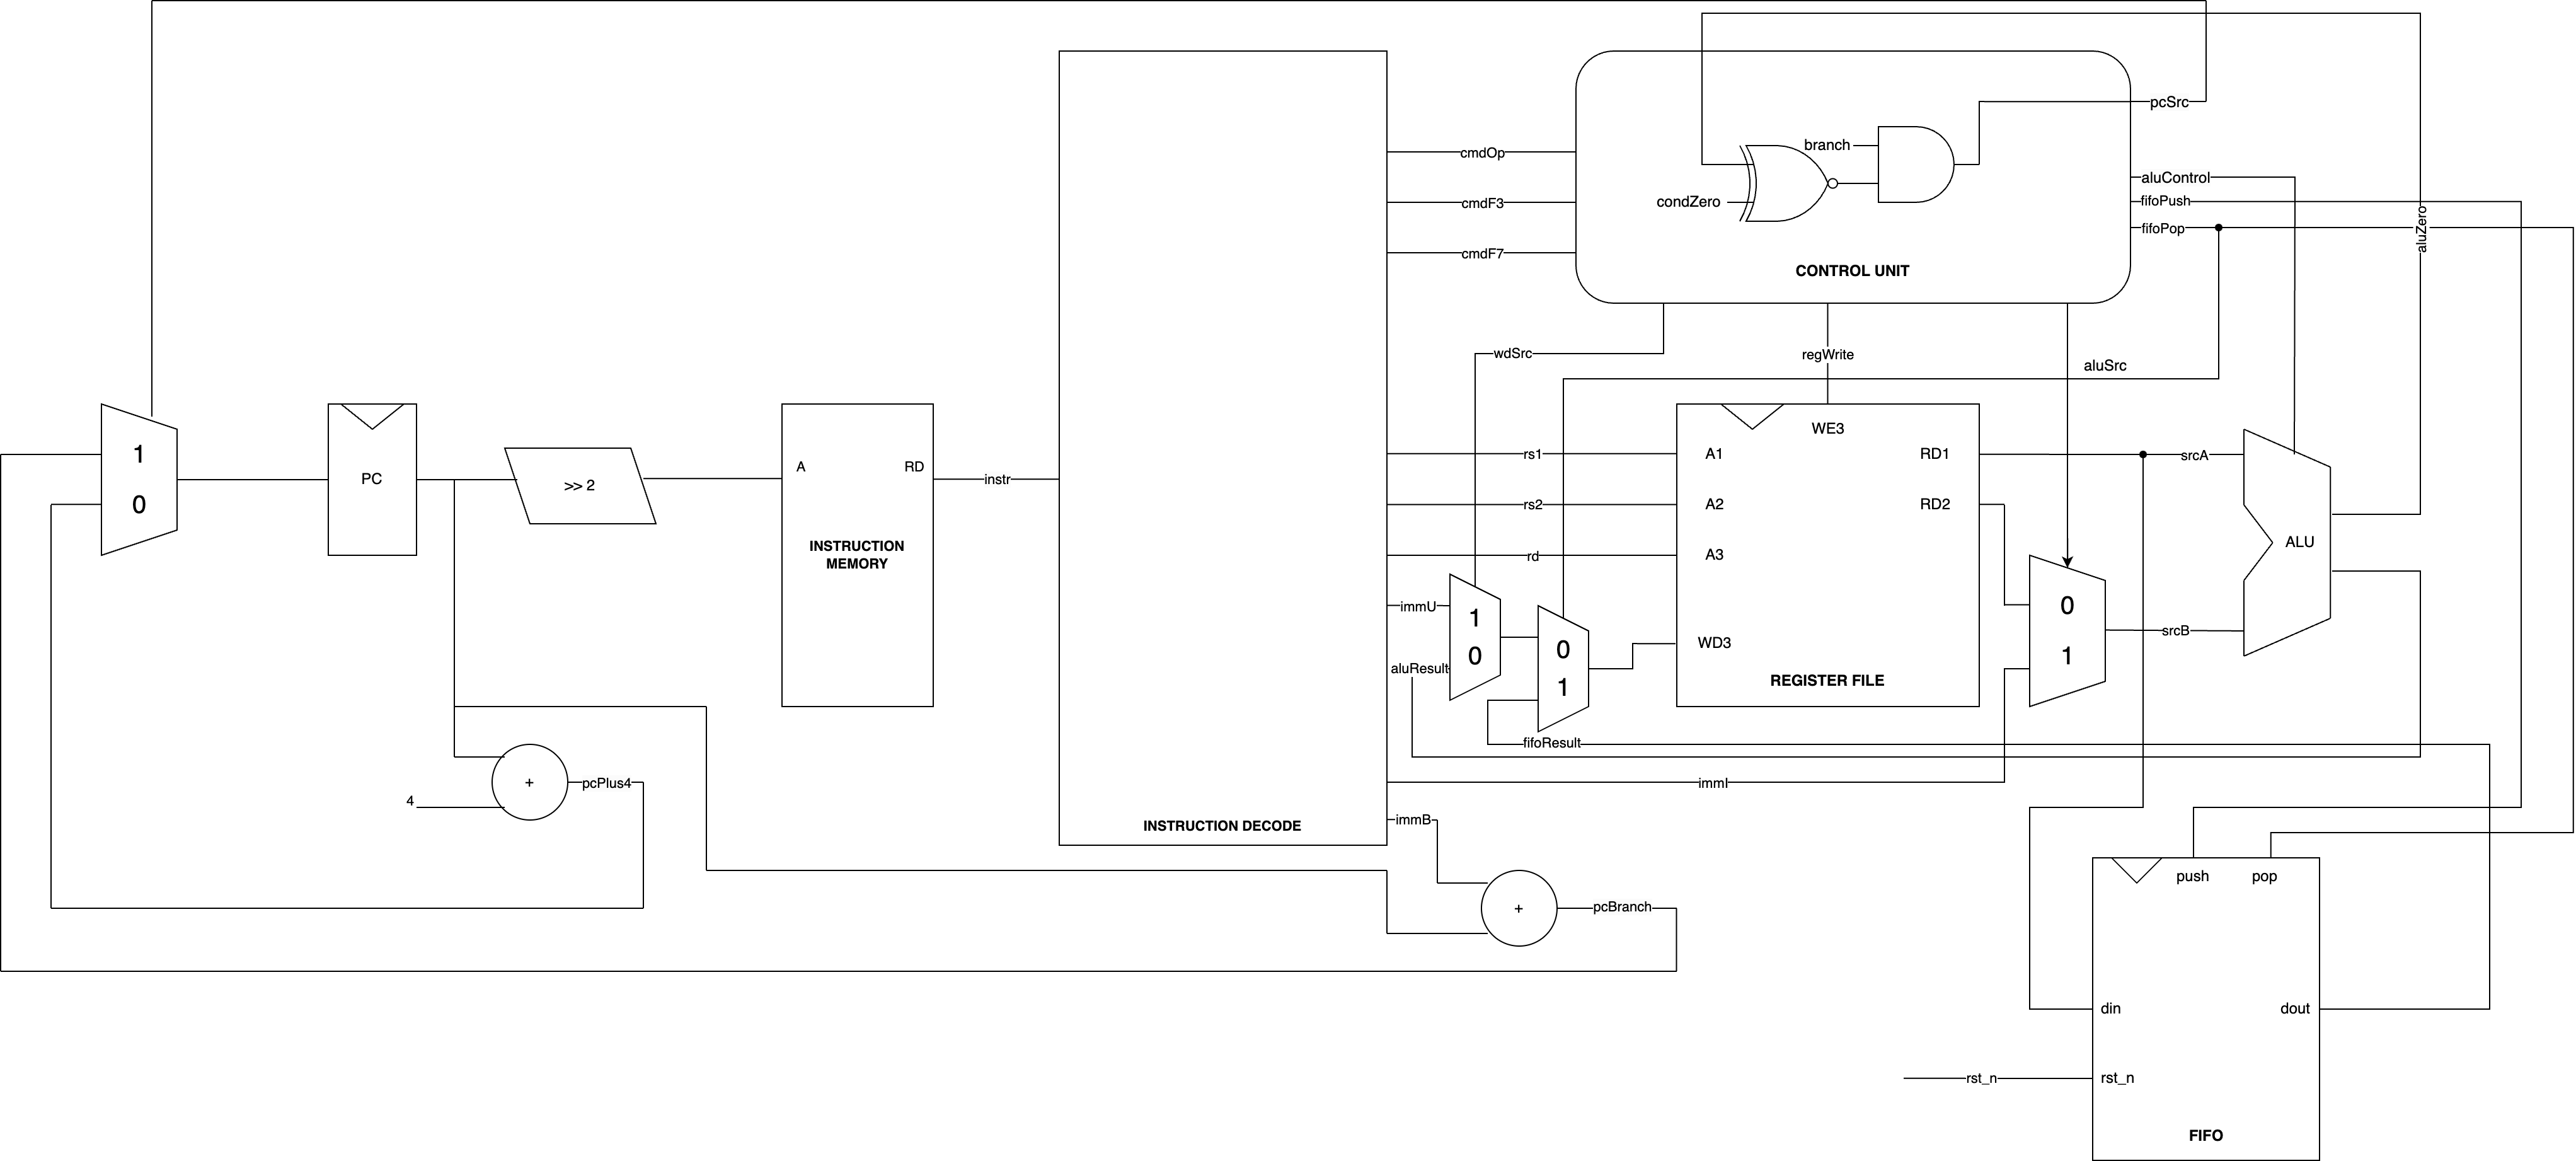 pcSrc
branch
cmdOp
aluControl
condZero
fifoPush
cmdF3
fifoPop
aluZero
cmdF7
CONTROL UNIT
wdSrc
regWrite
aluSrc
WE3
1
0
PC
>> 2
A
RD
instr
INSTRUCTION
MEMORY
rs1
A1
RD1
srcA
rs2
A2
RD2
rd
A3
ALU
immU
1
0
aluResult
0
1
WD3
REGISTER FILE
0
1
srcB
fifoResult
+
pcPlus4
4
immI
immB
INSTRUCTION DECODE
+
pcBranch
push
pop
din
dout
rst_n
rst_n
FIFO